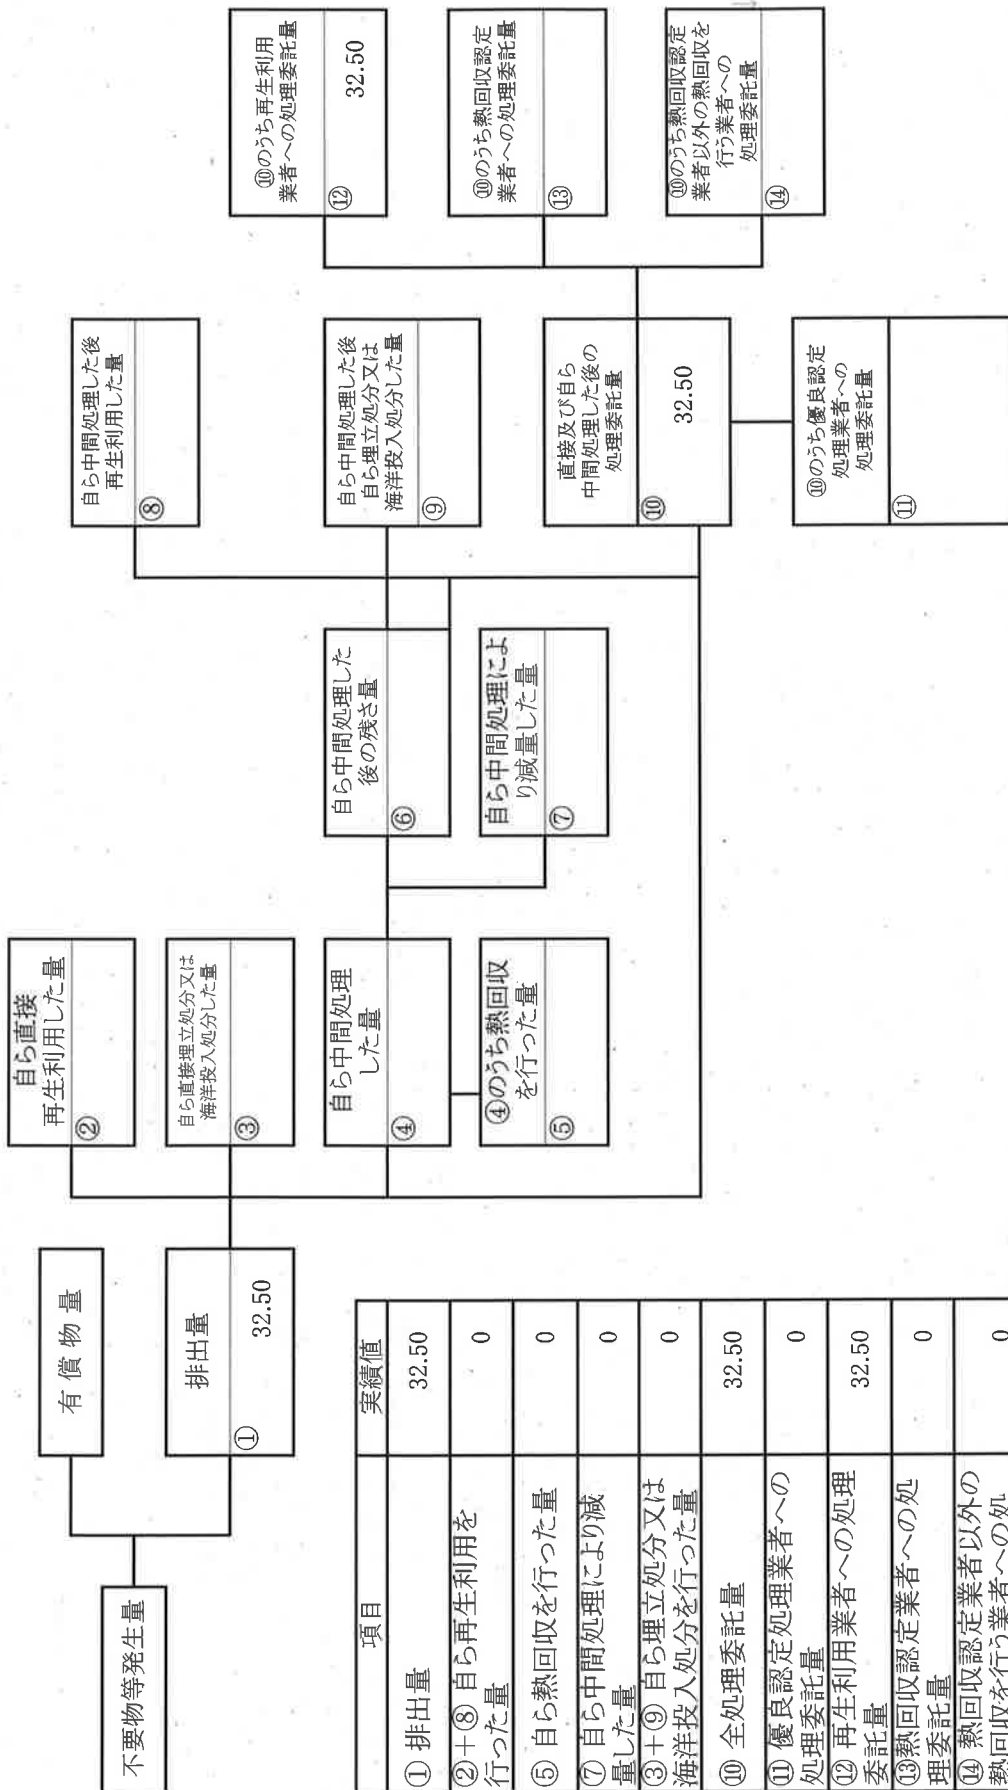 不要物等発生量
有償物量
排出量
① 32.50
自ら直接
再生利用した量
②
自ら直接埋立処分又は
海洋投入処分した量
③
自ら中間処理
した量
④
④のうち熱回収
を行った量
⑤
自ら中間処理した
後の残さ量
⑥
自ら中間処理によ
り減量した量
⑦
自ら中間処理した後
再生利用した量
⑧
自ら中間処理した後
自ら埋立処分又は
海洋投入処分した量
⑨
直接及び自ら
中間処理した後の
処理委託量
⑩ 32.50
⑩のうち優良認定
処理業者への
処理委託量
⑪
⑩のうち再生利用
業者への処理委託量
⑫ 32.50
⑩のうち熱回収認定
業者への処理委託量
⑬
⑩のうち熱回収認定
業者以外の熱回収を
行う業者への
処理委託量
⑭
項目 実績値
① 排出量 32.50
②+⑧ 自ら再生利用を
行った量 0
⑤ 自ら熱回収を行った量 0
⑦ 自ら中間処理により減
量した量 0
③+⑨ 自ら埋立処分又は
海洋投入処分を行った量 0
⑩ 全処理委託量 32.50
⑪ 優良認定処理業者への
処理委託量 0
⑫ 再生利用業者への処理
委託量 32.50
⑬熱回収認定業者への処
理委託量 0
⑭ 熱回収認定業者以外の
熱回収を行う業者への処 0